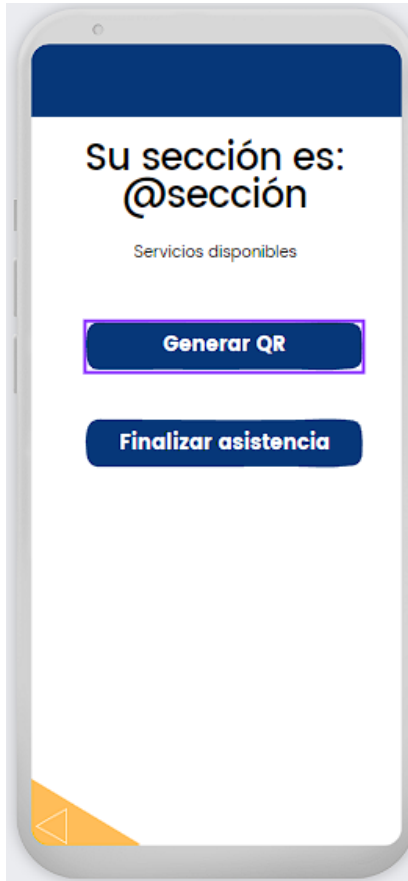 Su sección es:
@sección
Servicios disponibles
Generar QR
Finalizar asistencia